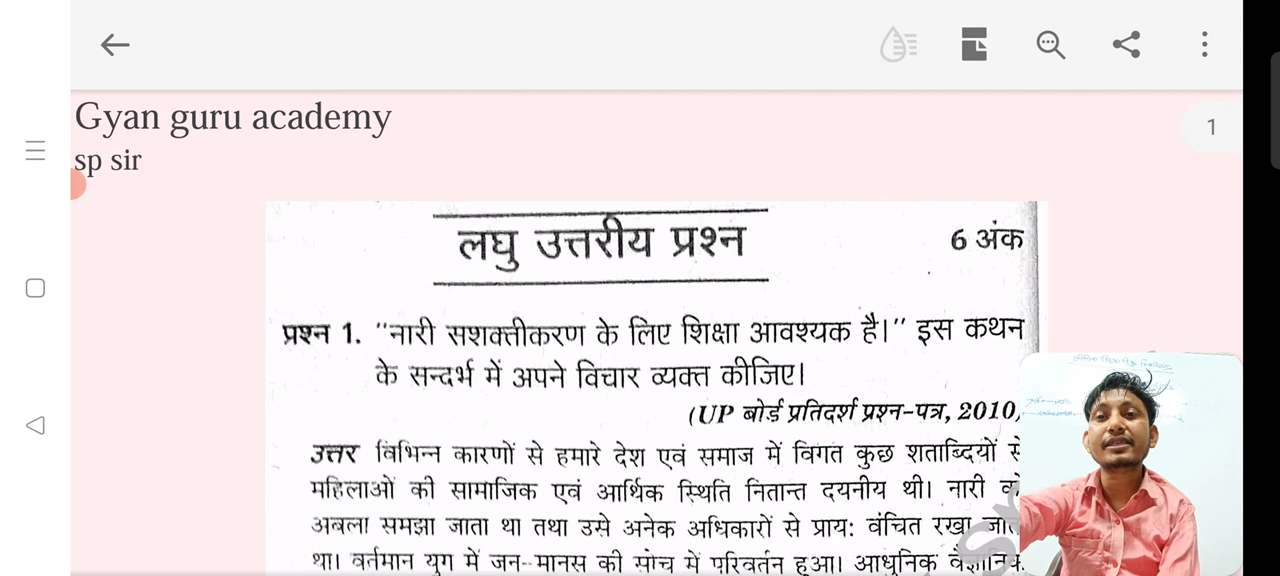 Gyan guru academy
1
sp sir
लघु उत्तरीय प्रश्न
6 अंक
प्रश्न 1. "नारी सशक्तीकरण के लिए शिक्षा आवश्यक है।" इस कथन
के सन्दर्भ में अपने विचार व्यक्त कीजिए।
(UP बोर्ड प्रतिदर्श प्रश्न-पत्र, 2010)
उत्तर विभिन्न कारणों से हमारे देश एवं समाज में विगत कुछ शताब्दियों से
महिलाओं की सामाजिक एवं आर्थिक स्थिति नितान्त दयनीय थी। नारी को
अबला समझा जाता था तथा उसे अनेक अधिकारों से प्राय: वंचित रखा जाता
था। वर्तमान युग में जन-मानस की सोच में परिवर्तन हुआ। आधुनिक